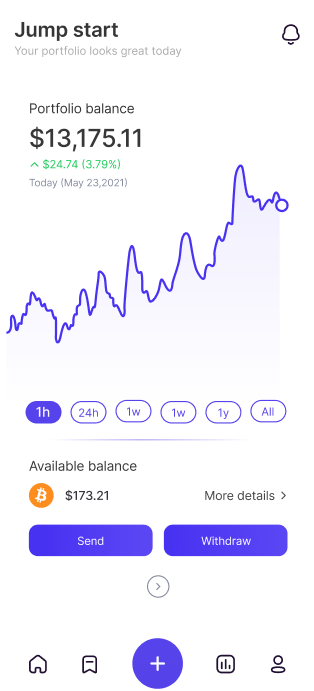 Jump start
Your portfolio looks great today
Portfolio balance
$13,175.11
$24.74 (3.79%)
Today (May 23,2021)
1h 24h 1w 1w 1y All
Available balance
$173.21 More details
Send Withdraw